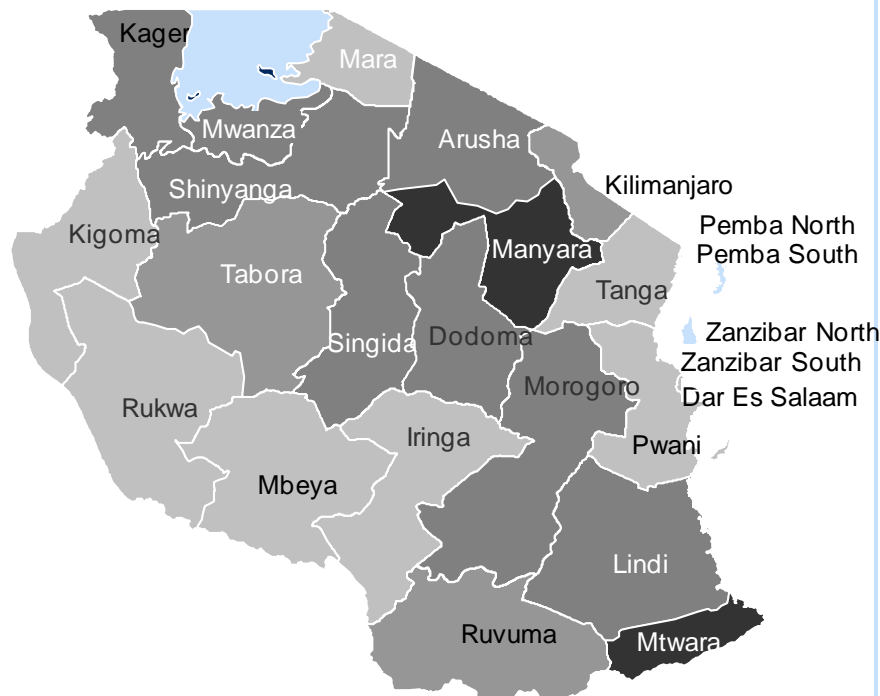 Kager
Mara
Mwanza
Arusha
Shinyanga
Kilimanjaro
Kigoma
Pemba North
Manyara
Pemba South
Tabora
Tanga
Singida
Dodoma
Zanzibar North
Zanzibar South
Morogoro
Dar Es Salaam
Rukwa
Iringa
Pwani
Mbeya
Lindi
Ruvuma
Mtwara